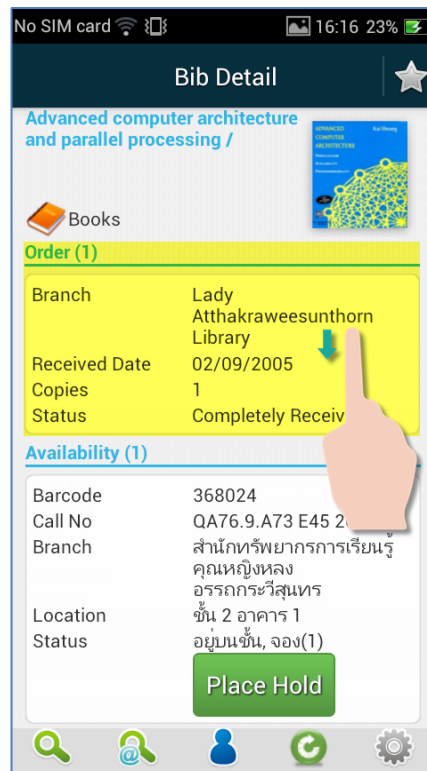 No SIM card 16:16 23%
Bib Detail
Advanced computer architecture
and parallel processing /
ADVANCED Kai Hwang
COMPUTER
ARCHITECTURE
Books
Order (1)
Branch Lady
Atthakraweesunthorn
Library
Received Date 02/09/2005
Copies 1
Status Completely
Availability (1)
Barcode 368024
Call No QA76.9.A73 E45
Branch สำนักทรัพยากรการเรียนรู้
คุณหญิงหลง
อรรถกระวีสุนทร
Location ชั้น 2 อาคาร 1
Status อยู่บนชั้น, จอง(1)
Place Hold